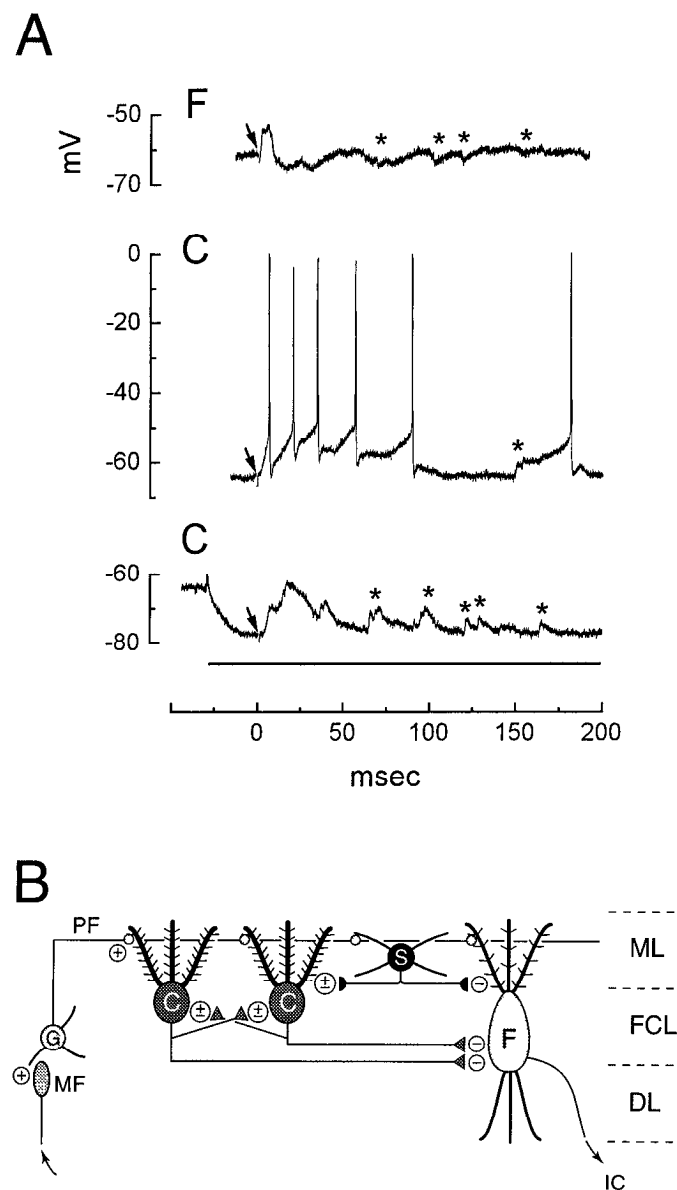 A
F
-50
mV
-70
* * * *
C
0
-20
-40
-60
*
C
-60
-80
* * * * *
0 50 100 150 200
msec
B
PF
ML
+
S
C ± ± C ± −
FCL
G
F
−
+ MF
−
DL
IC